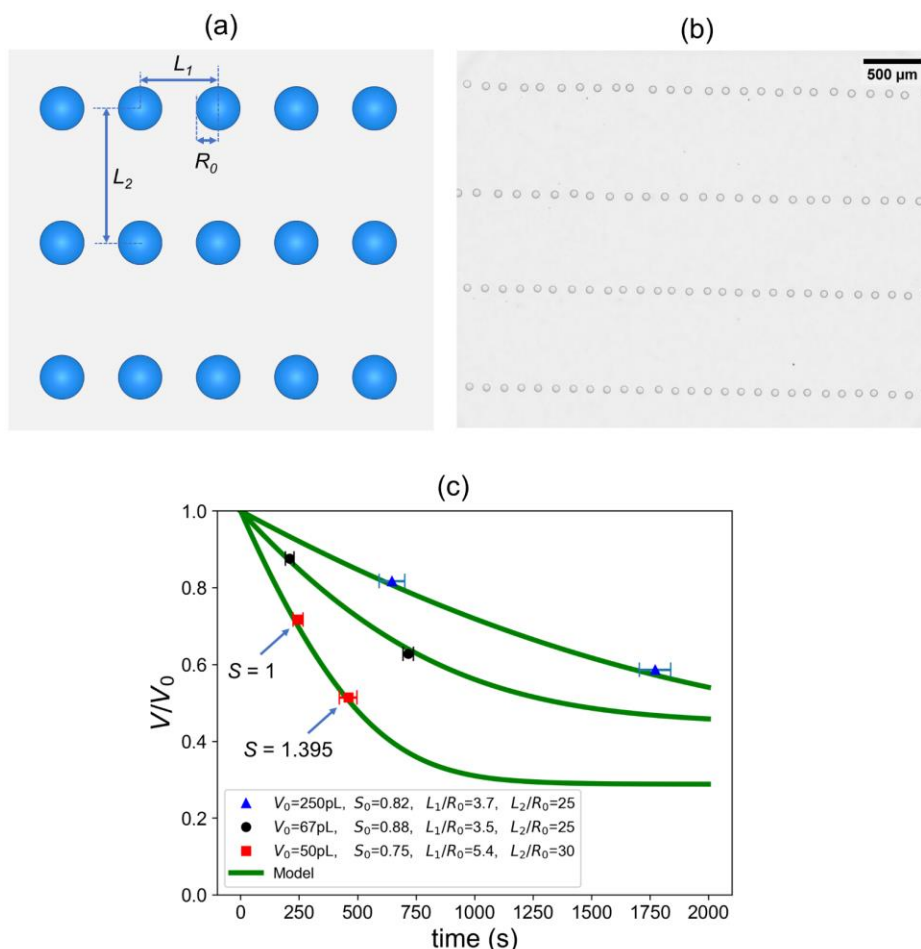 (a)
L₁
R₀
L₂
(b)
500 μm
(c)
1.0
0.8
0.6
0.4
0.2
0.0
V/V₀
S = 1
S = 1.395
V₀=250pL, S₀=0.82, L₁/R₀=3.7, L₂/R₀=25
V₀=67pL, S₀=0.88, L₁/R₀=3.5, L₂/R₀=25
V₀=50pL, S₀=0.75, L₁/R₀=5.4, L₂/R₀=30
Model
0 250 500 750 1000 1250 1500 1750 2000
time (s)